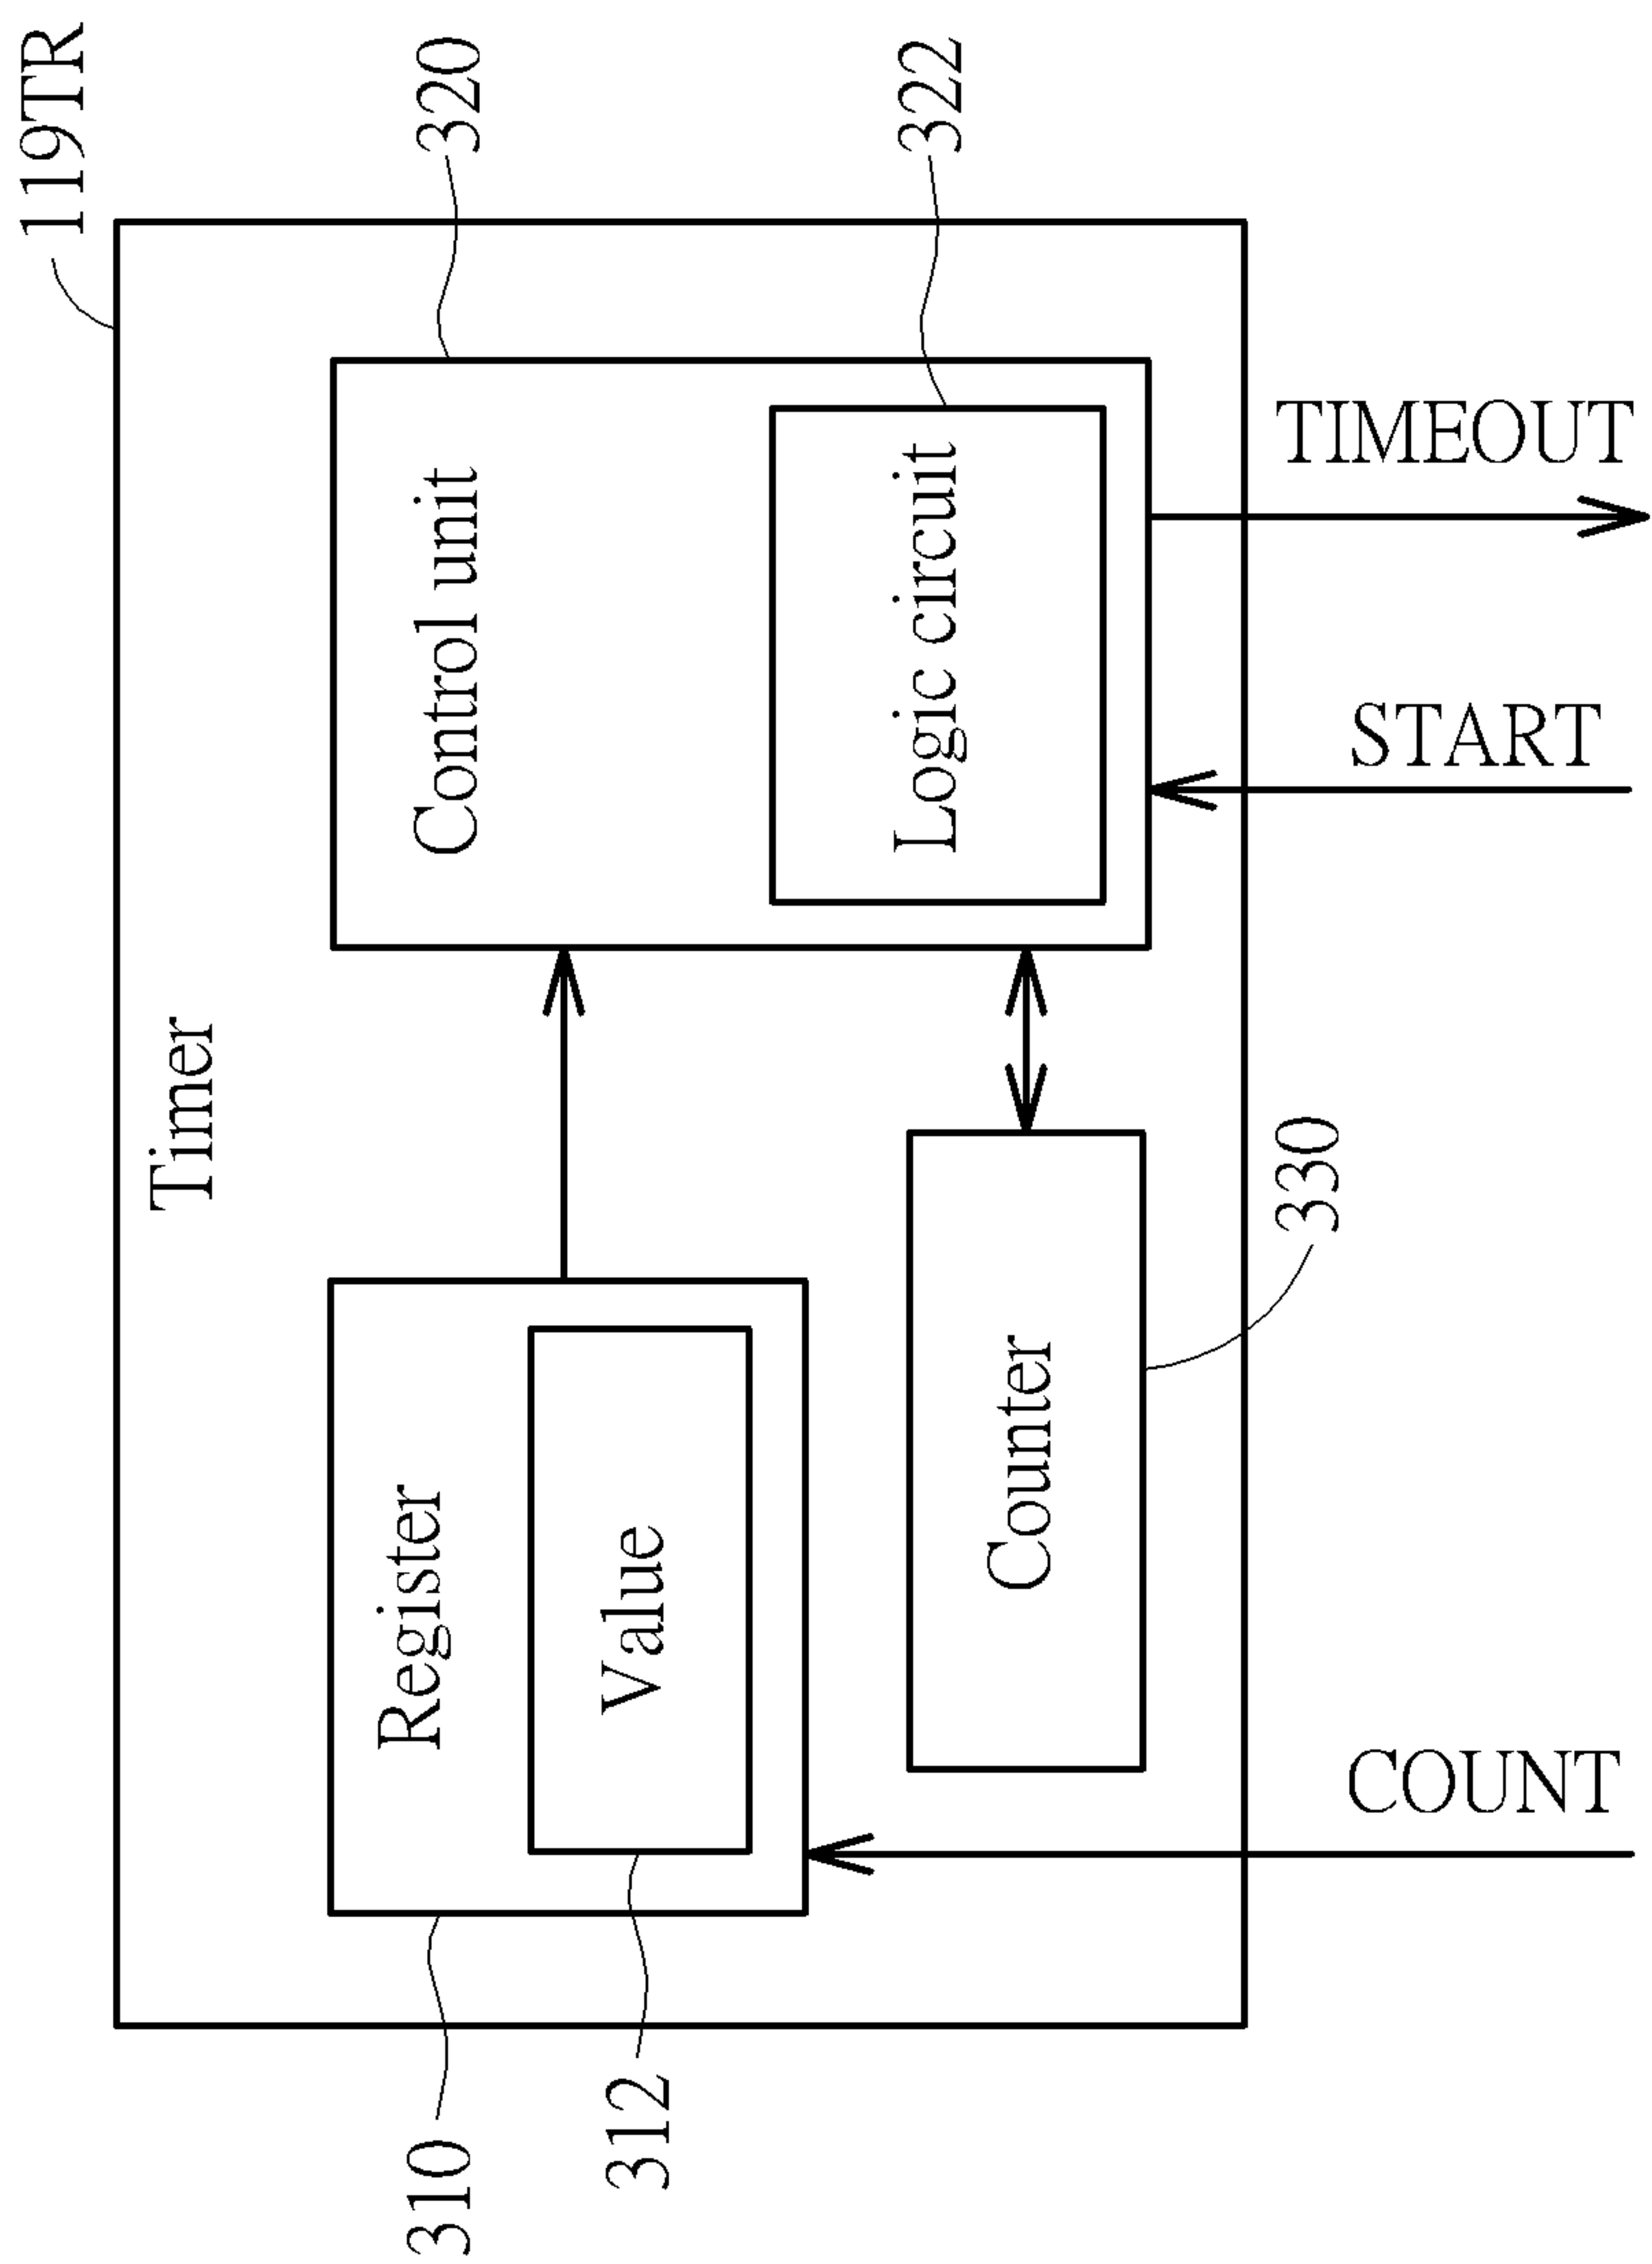 119TR
Timer
310
Register
312
Value
Control unit
320
Logic circuit
322
Counter
330
COUNT
START
TIMEOUT